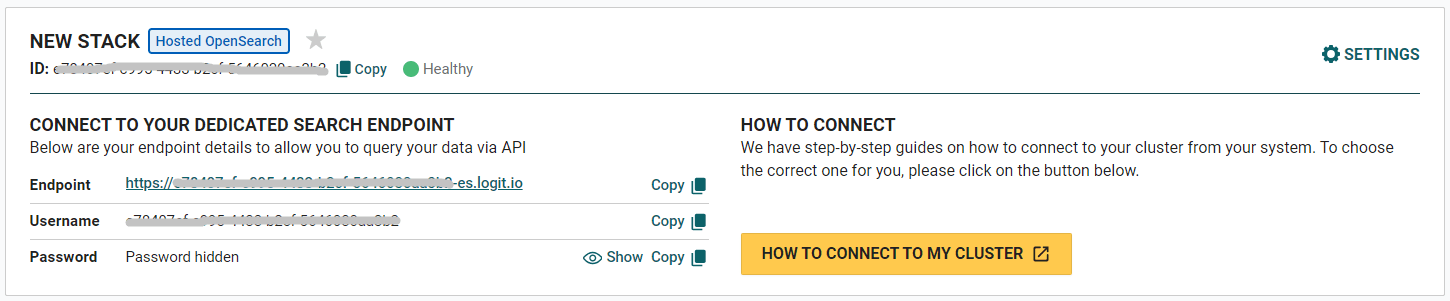 NEW STACK Hosted OpenSearch
ID: Copy Healthy
SETTINGS
CONNECT TO YOUR DEDICATED SEARCH ENDPOINT
Below are your endpoint details to allow you to query your data via API
Endpoint https:// -es.logit.io Copy
Username Copy
Password Password hidden Show Copy
HOW TO CONNECT
We have step-by-step guides on how to connect to your cluster from your system. To choose
the correct one for you, please click on the button below.
HOW TO CONNECT TO MY CLUSTER